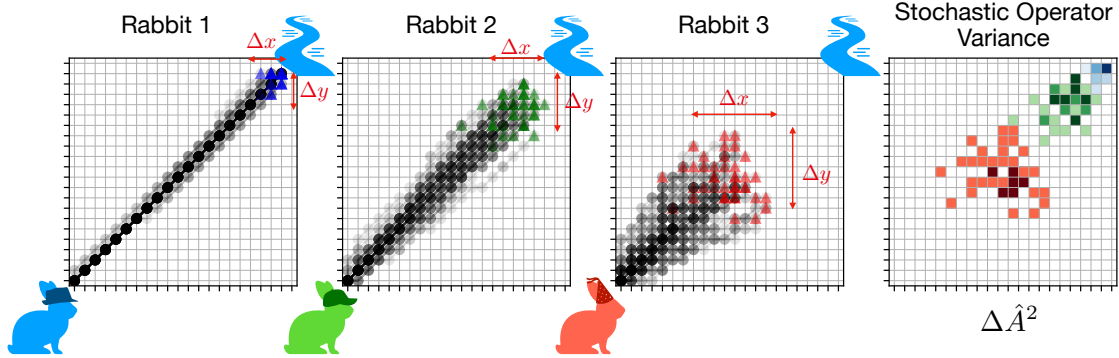 Rabbit 1
Rabbit 2
Rabbit 3
Stochastic Operator
Variance
Δx
Δy
Δx
Δy
Δx
Δy
ΔÂ²